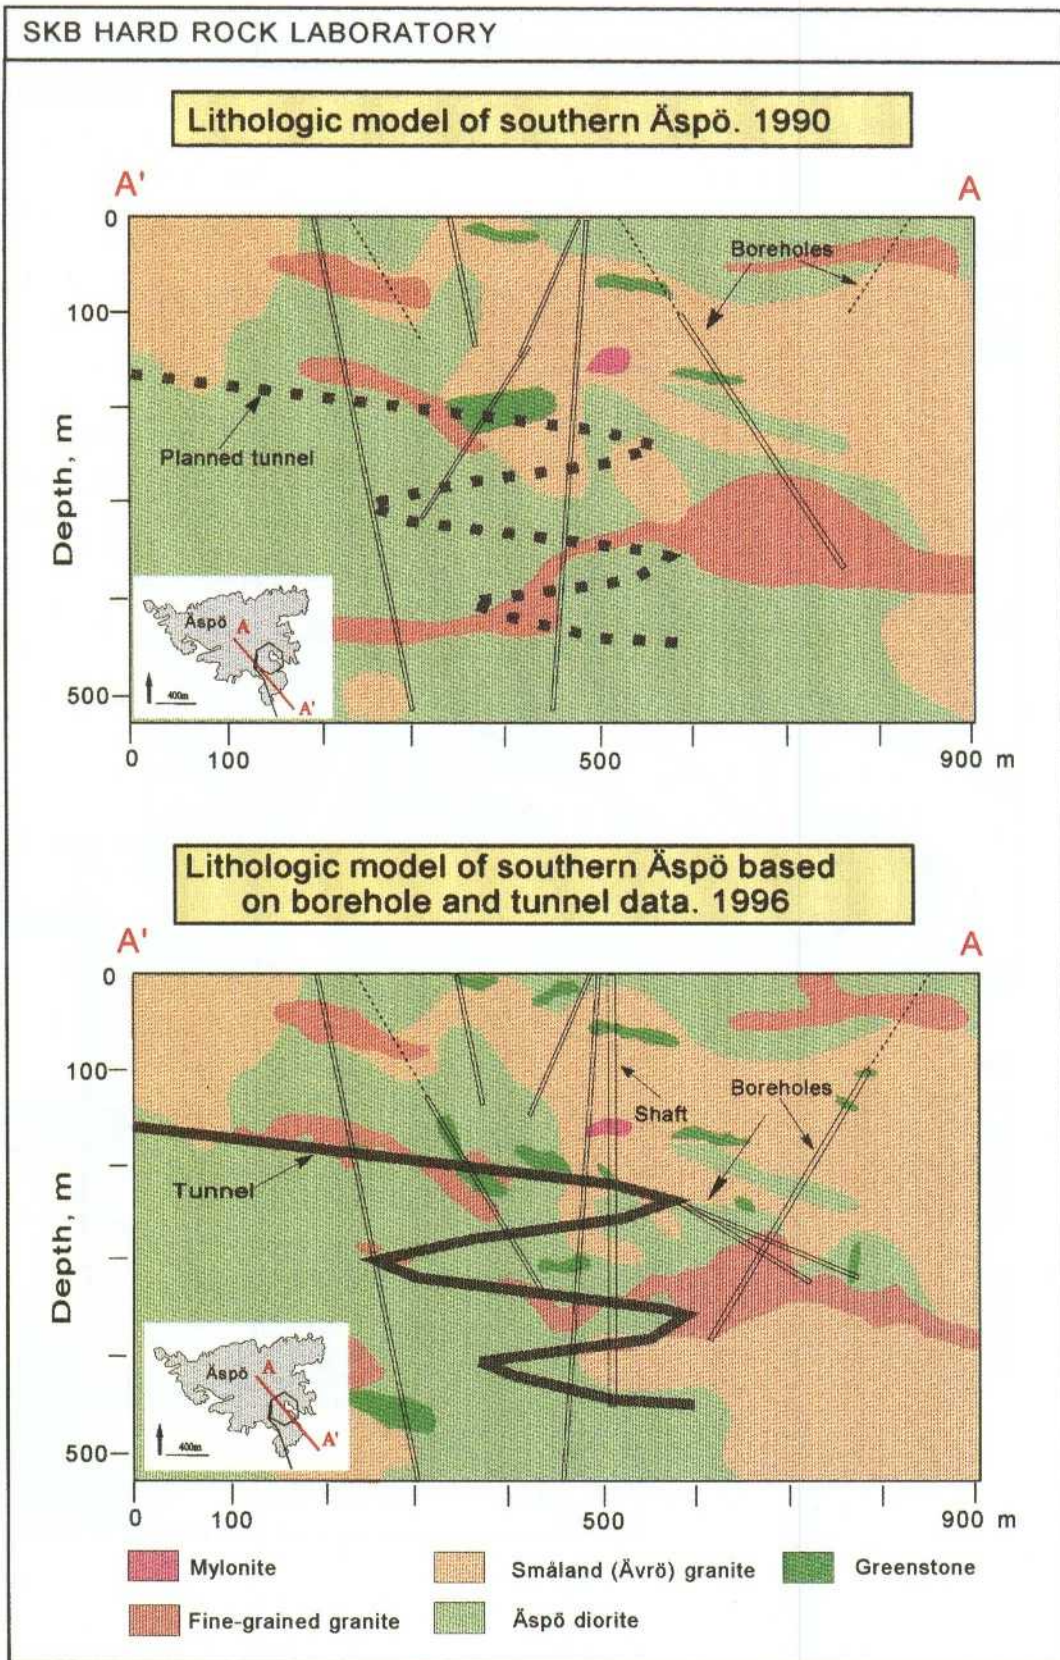 SKB HARD ROCK LABORATORY
Lithologic model of southern Äspö. 1990
A'
A
0
100
500
Depth, m
Boreholes
Planned tunnel
Äspö
A
A'
400m
0
100
500
900 m
Lithologic model of southern Äspö based
on borehole and tunnel data. 1996
A'
A
0
100
500
Depth, m
Boreholes
Shaft
Tunnel
Äspö
A
A'
400m
0
100
500
900 m
Mylonite
Småland (Ävrö) granite
Greenstone
Fine-grained granite
Äspö diorite